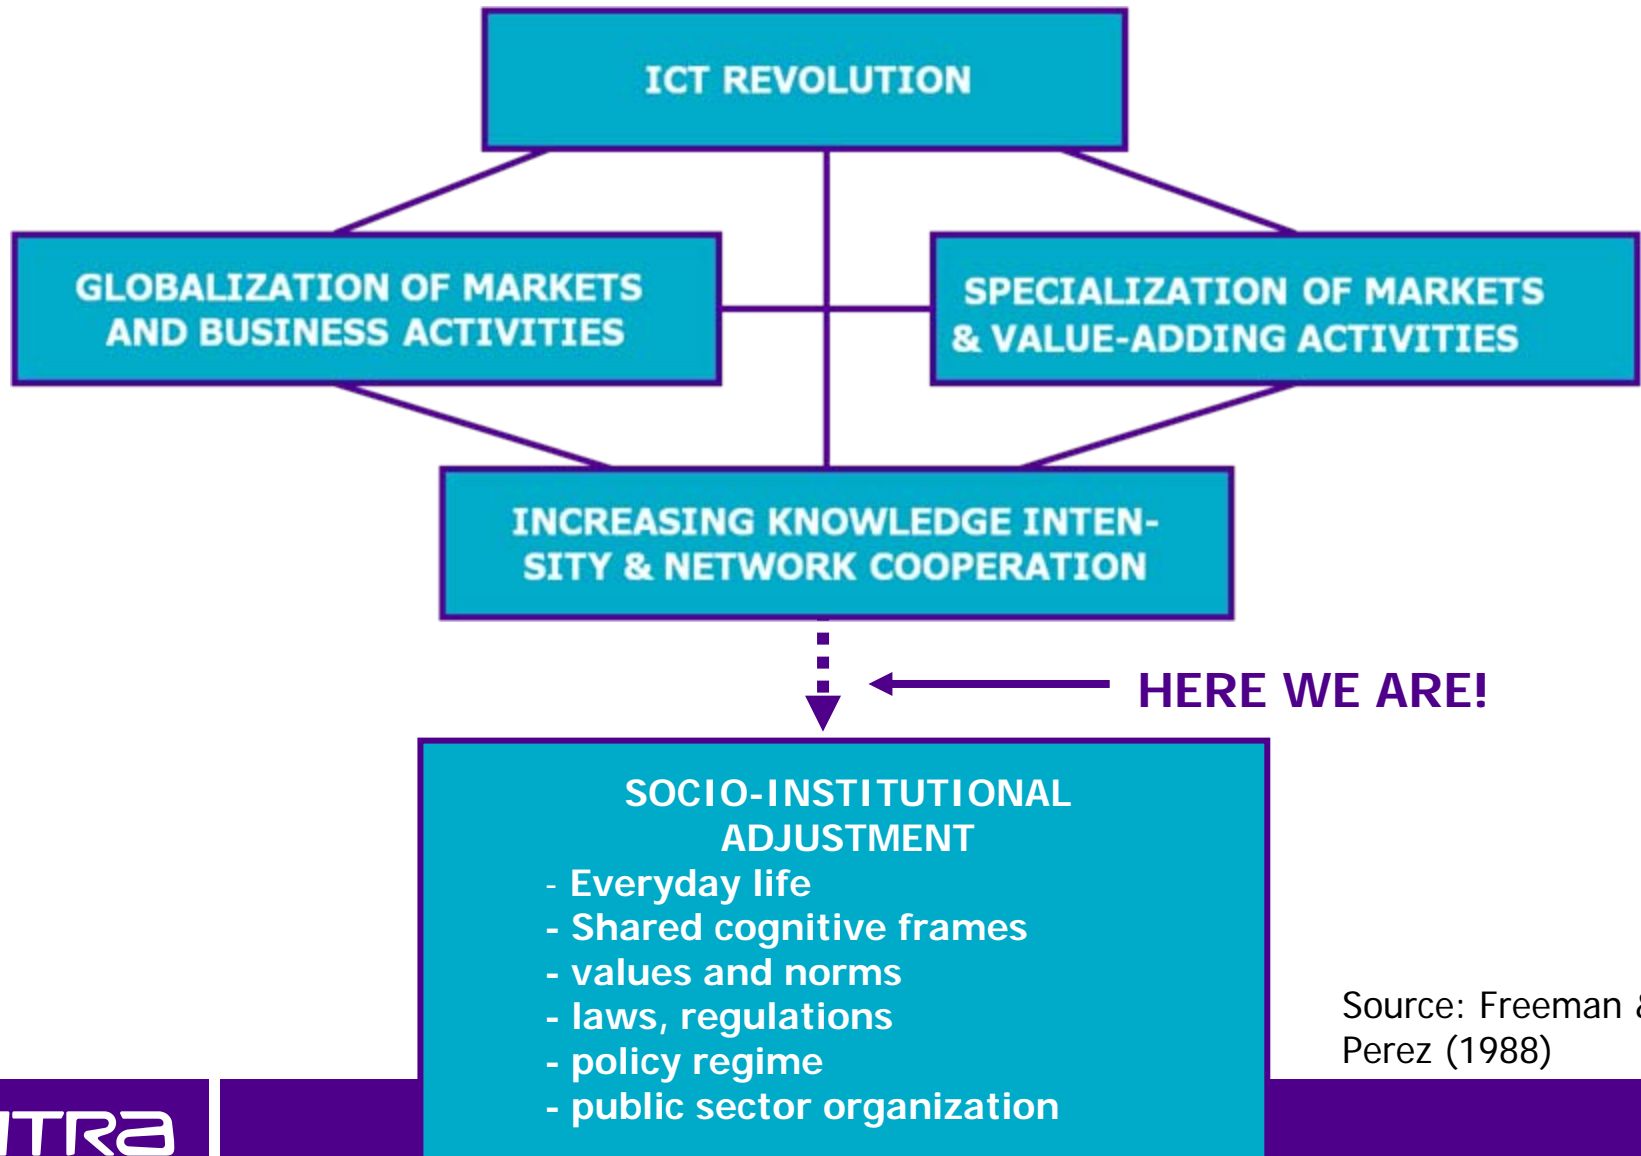 ICT REVOLUTION
GLOBALIZATION OF MARKETS
AND BUSINESS ACTIVITIES
SPECIALIZATION OF MARKETS
& VALUE-ADDING ACTIVITIES
INCREASING KNOWLEDGE INTEN-
SITY & NETWORK COOPERATION
HERE WE ARE!
SOCIO-INSTITUTIONAL
ADJUSTMENT
- Everyday life
- Shared cognitive frames
- values and norms
- laws, regulations
- policy regime
- public sector organization
Source: Freeman &
Perez (1988)